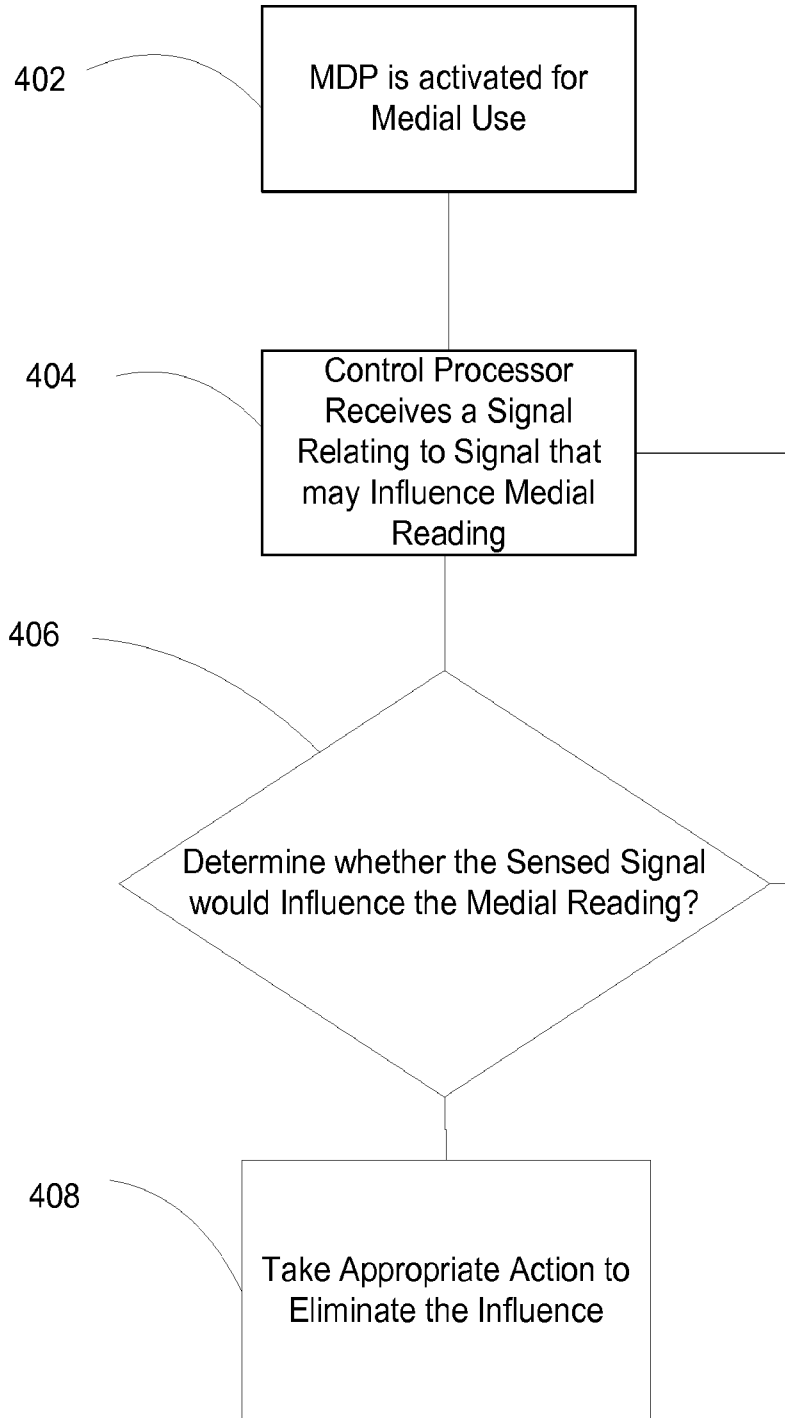 402
MDP is activated for
Medial Use
404
Control Processor
Receives a Signal
Relating to Signal that
may Influence Medial
Reading
406
Determine whether the Sensed Signal
would Influence the Medial Reading?
408
Take Appropriate Action to
Eliminate the Influence